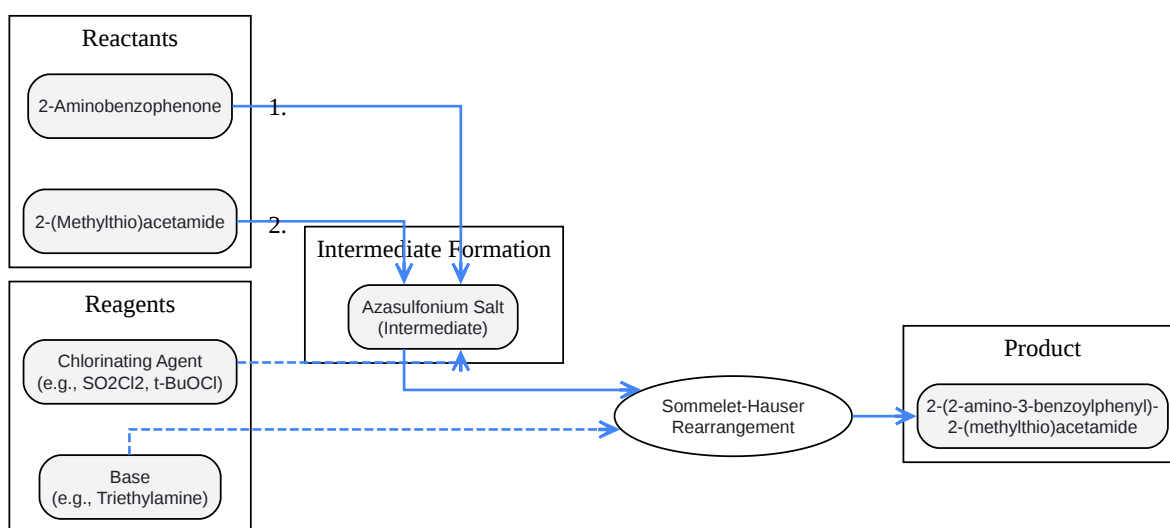 Reactants
2-Aminobenzophenone
1.
2-(Methylthio)acetamide
2.
Intermediate Formation
Azasulfonium Salt
(Intermediate)
Reagents
Chlorinating Agent
(e.g., SO2Cl2, t-BuOCl)
Base
(e.g., Triethylamine)
Sommelet-Hauser
Rearrangement
Product
2-(2-amino-3-benzoylphenyl)-
2-(methylthio)acetamide